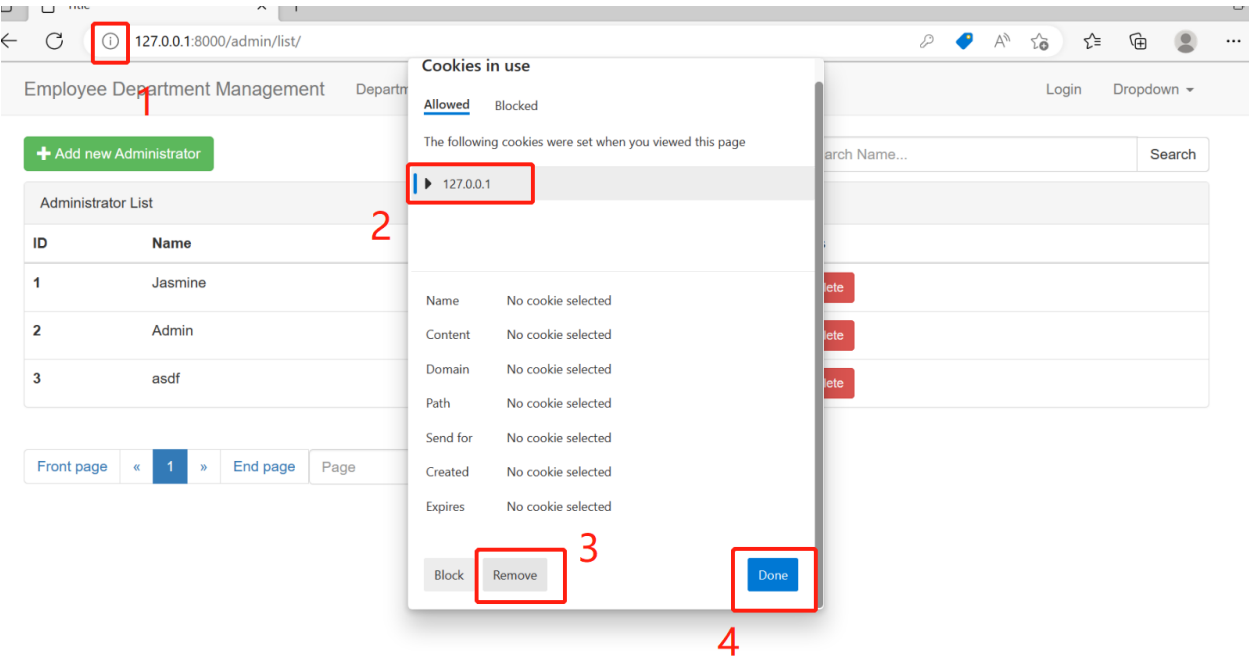 127.0.0.1:8000/admin/list/
Employee Department Management Departm Login Dropdown
1
Cookies in use
Allowed Blocked
The following cookies were set when you viewed this page
127.0.0.1
2
+ Add new Administrator
arch Name... Search
Administrator List
ID Name
1 Jasmine lete
2 Admin lete
3 asdf lete
Front page « 1 » End page Page
Name No cookie selected
Content No cookie selected
Domain No cookie selected
Path No cookie selected
Send for No cookie selected
Created No cookie selected
Expires No cookie selected
3
Block Remove Done
4